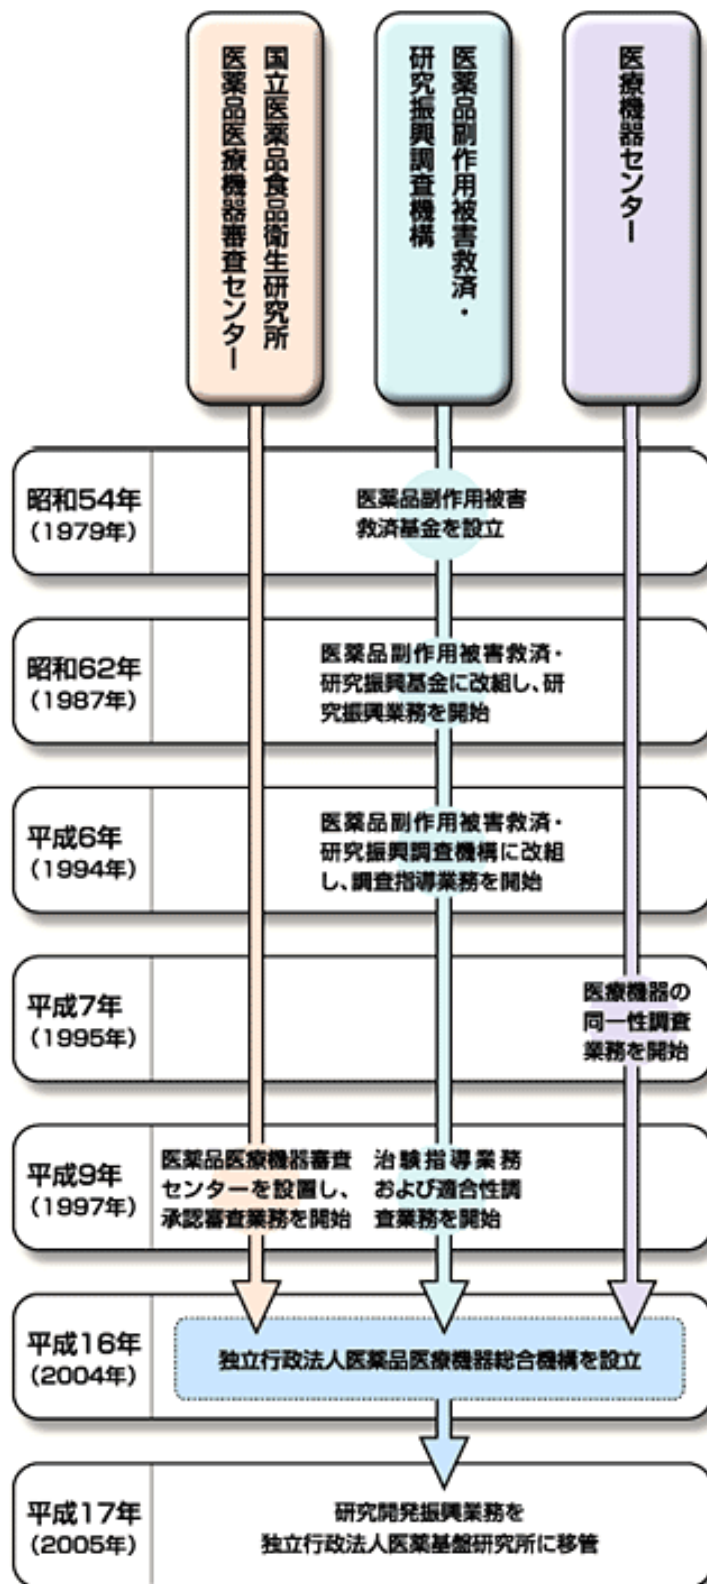 国立医薬品食品衛生研究所
医薬品医療機器審査センター
医薬品副作用被害救済・
研究振興調査機構
医療機器センター
昭和54年
（1979年）
医薬品副作用被害
救済基金を設立
昭和62年
（1987年）
医薬品副作用被害救済・
研究振興基金に改組し、研
究振興業務を開始
平成6年
（1994年）
医薬品副作用被害救済・
研究振興調査機構に改組
し、調査指導業務を開始
平成7年
（1995年）
医療機器の
同一性調査
業務を開始
平成9年
（1997年）
医薬品医療機器審査
センターを設置し、
承認審査業務を開始
治験指導業務
および適合性調
査業務を開始
平成16年
（2004年）
独立行政法人医薬品医療機器総合機構を設立
平成17年
（2005年）
研究開発振興業務を
独立行政法人医薬基盤研究所に移管